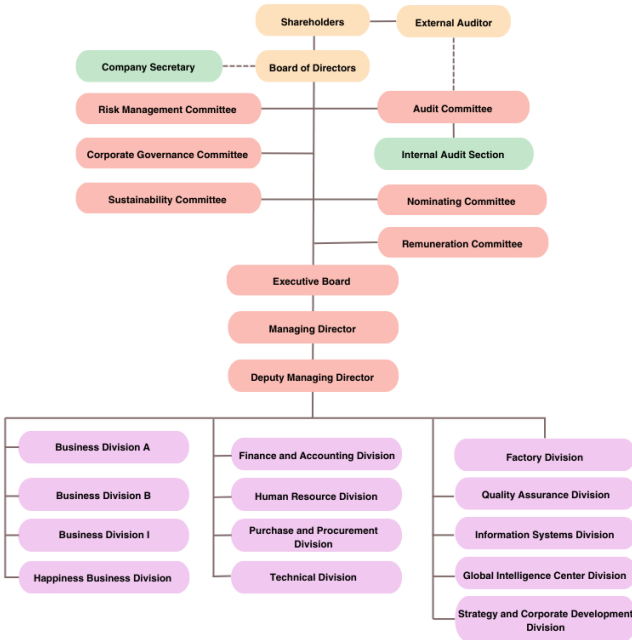 Shareholders
External Auditor
Company Secretary
Board of Directors
Risk Management Committee
Audit Committee
Corporate Governance Committee
Internal Audit Section
Sustainability Committee
Nominating Committee
Remuneration Committee
Executive Board
Managing Director
Deputy Managing Director
Business Division A
Business Division B
Business Division I
Happiness Business Division
Finance and Accounting Division
Human Resource Division
Purchase and Procurement
Division
Technical Division
Factory Division
Quality Assurance Division
Information Systems Division
Global Intelligence Center Division
Strategy and Corporate Development
Division